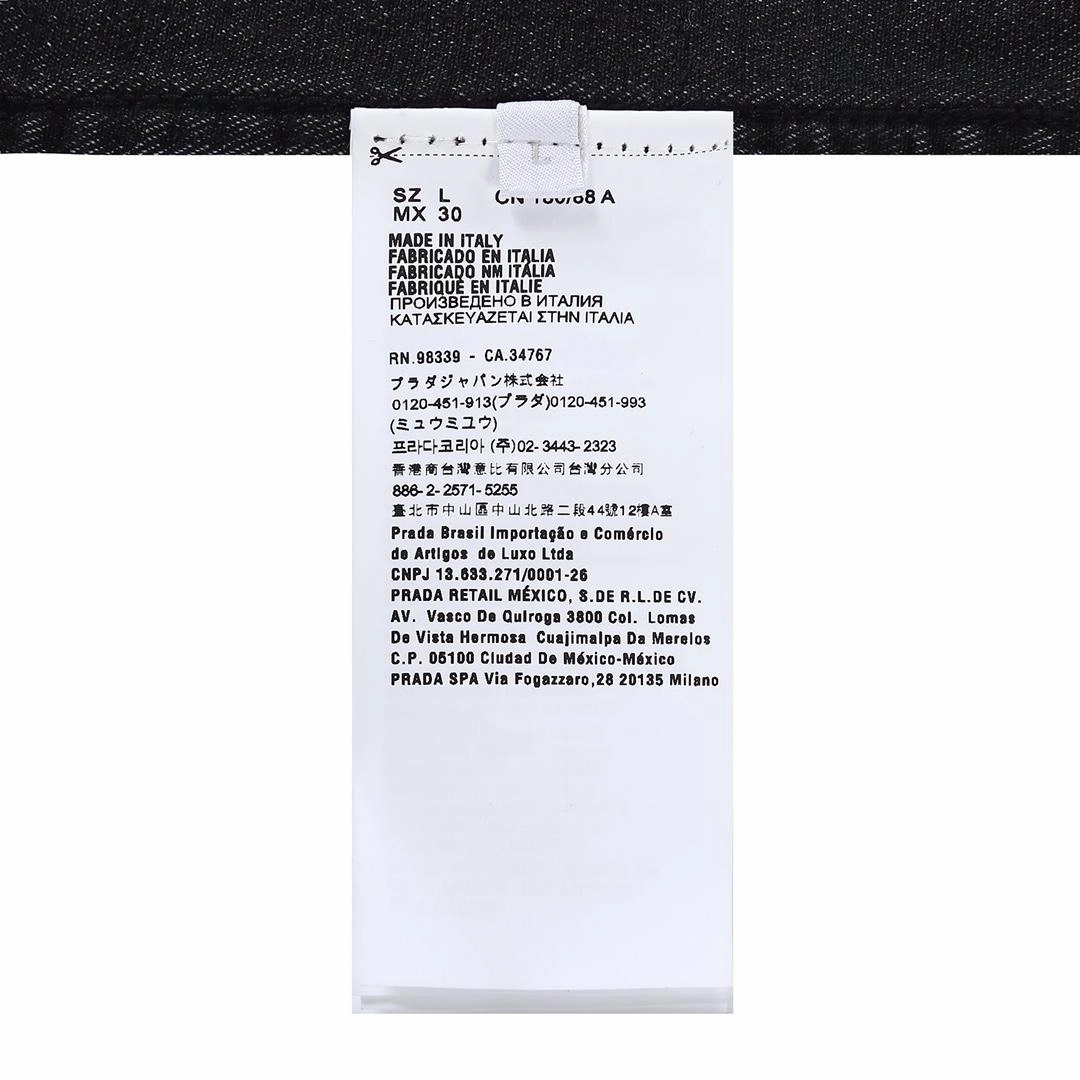 L
SZ L CN
MX 30
MADE IN ITALY
FABRICADO EN ITALIA
FABRICADO NM ITÁLIA
FABRIQUÈ EN ITALIE
ПРОИЗВЕДЕНО В ИТАЛИЯ
ΚΑΤΑΣΚΕΥΑΖΕΤΑΙ ΣΤΗΝ ΙΤΑΛΙΑ
RN.98339 - CA.34767
プラダジャパン株式会社
0120-451-913(プラダ)0120-451-993
(ミュウミュウ)
프라다코리아 (주)02-3443-2323
香港商台灣意比有限公司台灣分公司
886-2-2571-5255
臺北市中山區中山北路二段44號12樓A室
Prada Brasil Importação e Comércio
de Artigos de Luxo Ltda
CNPJ 13.633.271/0001-26
PRADA RETAIL MÉXICO, S.DE R.L.DE CV.
AV. Vasco De Quiroga 3800 Col. Lomas
De Vista Hermosa Cuajimalpa Da Merelos
C.P. 05100 Ciudad De México-México
PRADA SPA Via Fogazzaro,28 20135 Milano